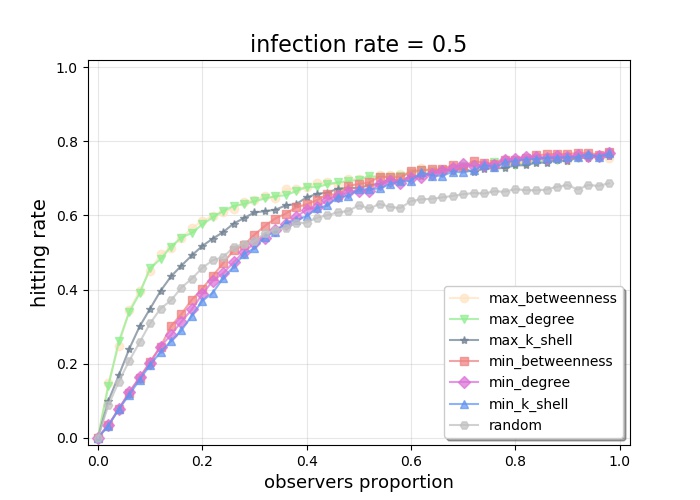 infection rate = 0.5
hitting rate
1.0
0.8
0.6
0.4
0.2
0.0
0.0 0.2 0.4 0.6 0.8 1.0
observers proportion
max_betweenness
max_degree
max_k_shell
min_betweenness
min_degree
min_k_shell
random